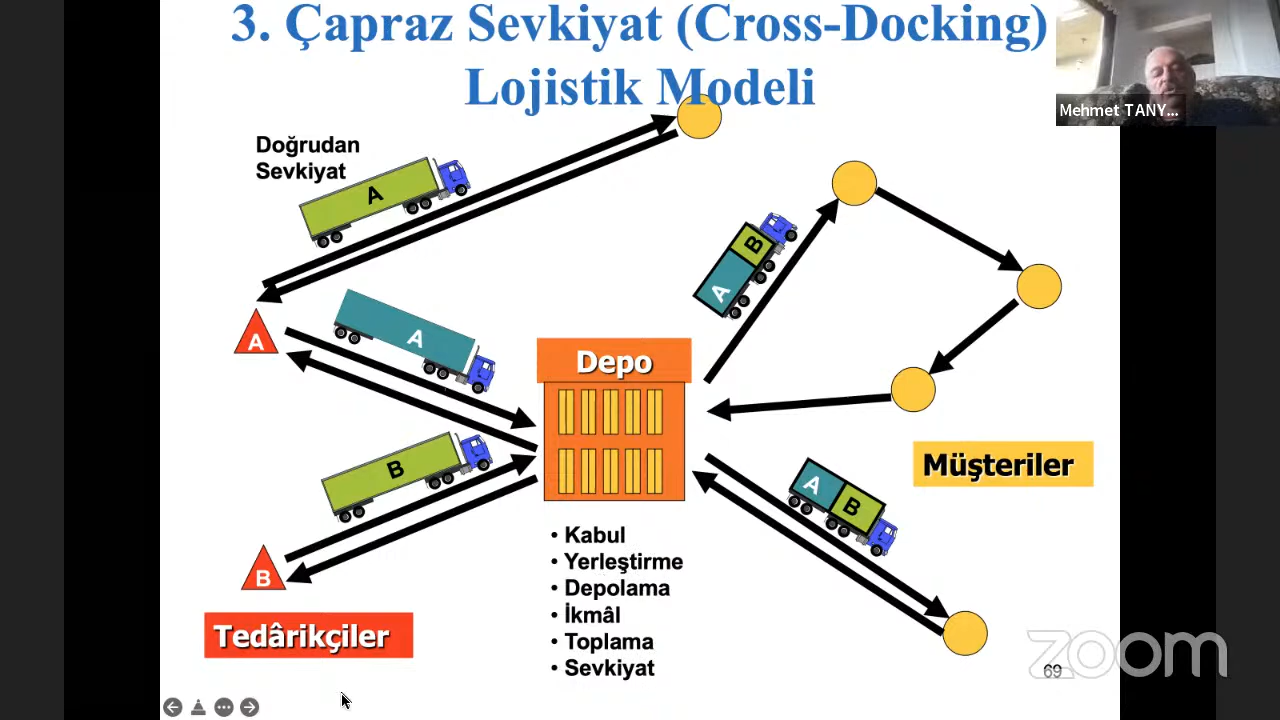 3. Çapraz Sevkiyat (Cross-Docking)
Lojistik Modeli
Mehmet TANY...
Doğrudan
Sevkiyat
A
B
A
A
A
Depo
B
A
B
Müşteriler
B
• Kabul
• Yerleştirme
• Depolama
• İkmâl
• Toplama
• Sevkiyat
Tedârikçiler
zoom
69